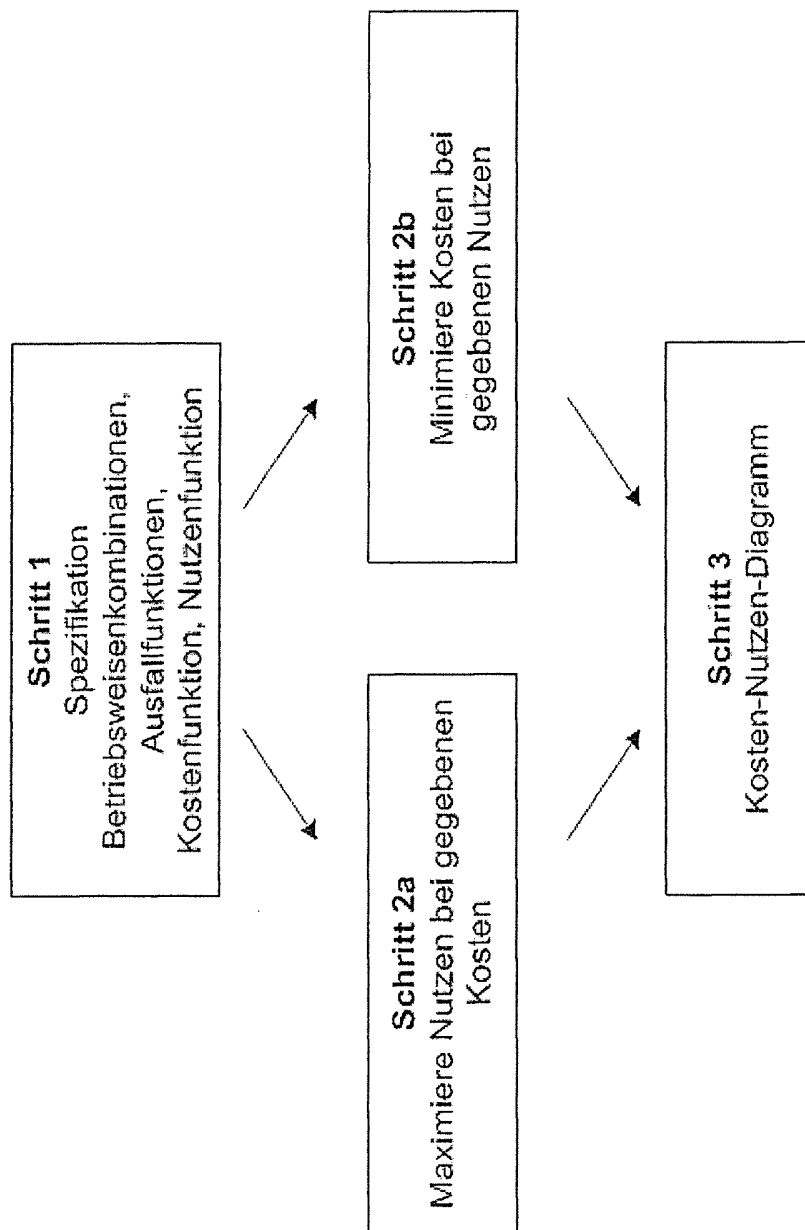 Schritt 1
Spezifikation
Betriebsweisenkombinationen,
Ausfallfunktionen,
Kostenfunktion, Nutzenfunktion
Schritt 2a
Maximiere Nutzen bei gegebenen
Kosten
Schritt 2b
Minimiere Kosten bei
gegebenen Nutzen
Schritt 3
Kosten-Nutzen-Diagramm